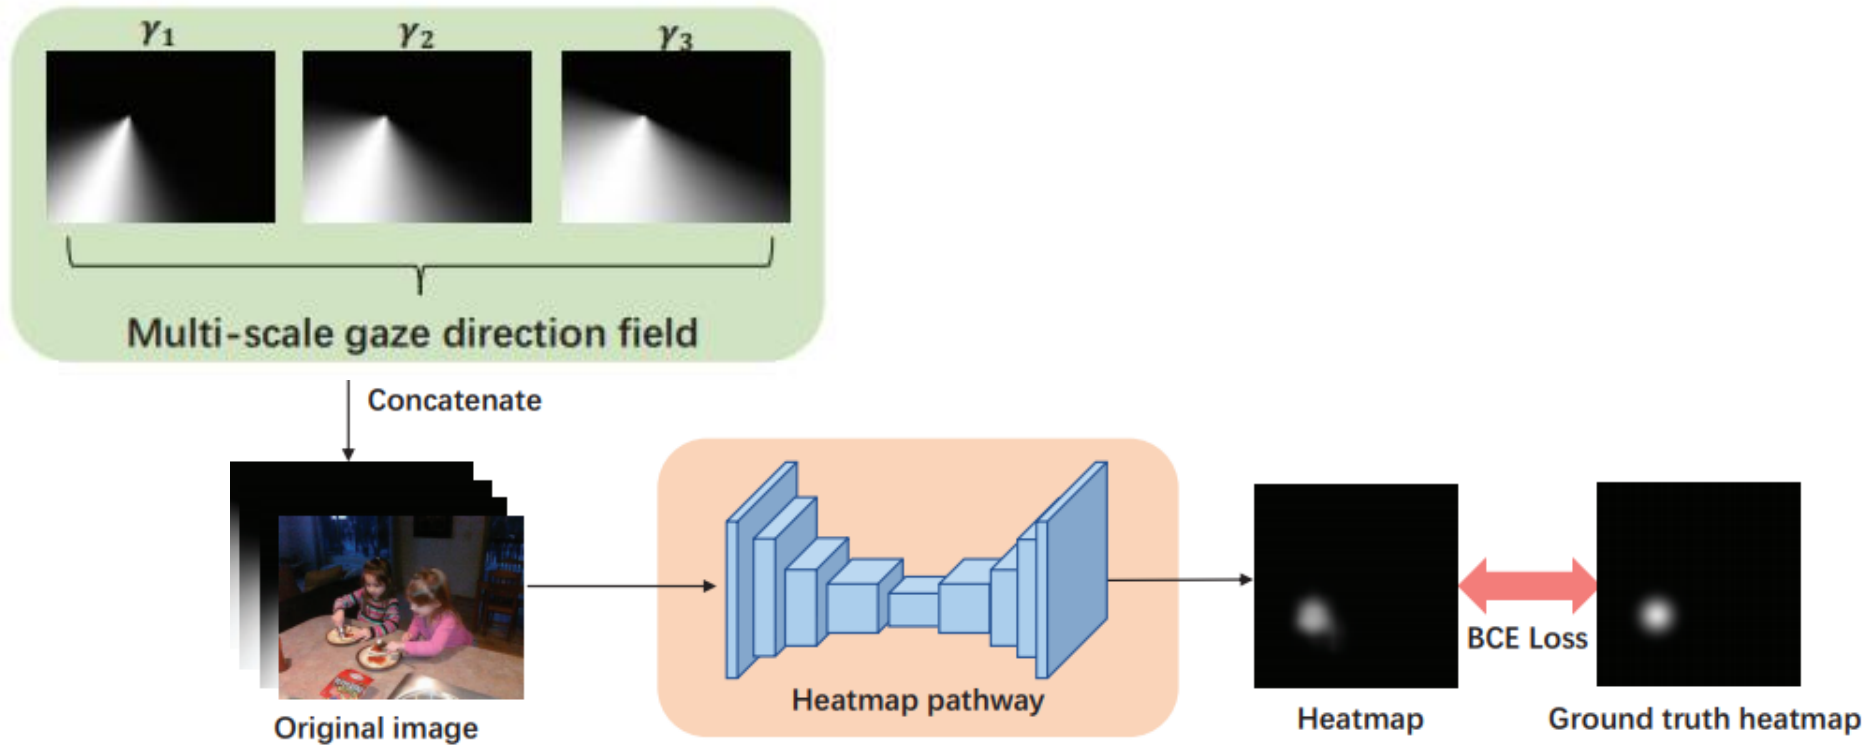 γ₁ γ₂ γ₃
Multi-scale gaze direction field
Concatenate
Original image
Heatmap pathway
Heatmap
BCE Loss
Ground truth heatmap